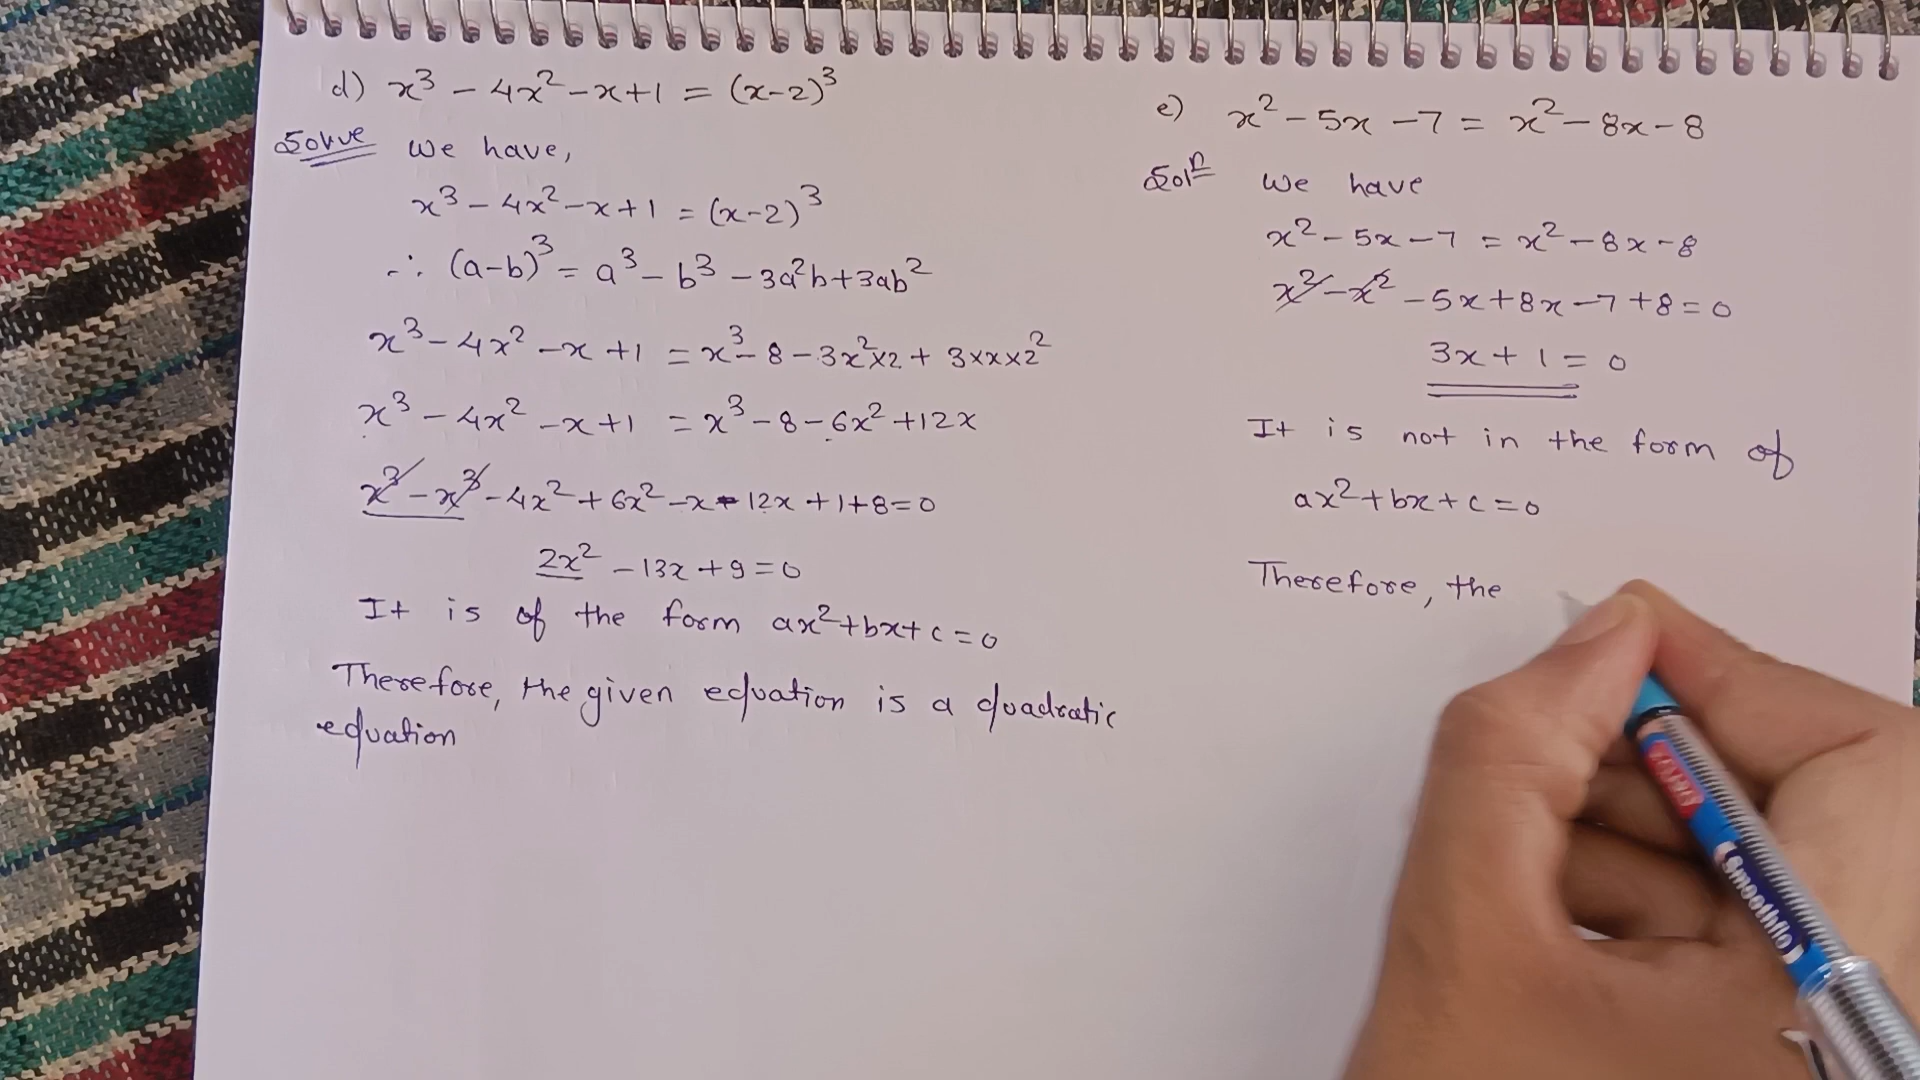 d) x³ - 4x² - x + 1 = (x-2)³
Solve We have,
x³ - 4x² - x + 1 = (x-2)³
∴ (a-b)³ = a³ - b³ - 3a²b + 3ab²
x³ - 4x² - x + 1 = x³ - 8 - 3x²×2 + 3×x×2²
x³ - 4x² - x + 1 = x³ - 8 - 6x² + 12x
x³ - x³ - 4x² + 6x² - x - 12x + 1 + 8 = 0
2x² - 13x + 9 = 0
It is of the form ax² + bx + c = 0
Therefore, the given equation is a quadratic
equation
e) x² - 5x - 7 = x² - 8x - 8
Solⁿ We have
x² - 5x - 7 = x² - 8x - 8
x² - x² - 5x + 8x - 7 + 8 = 0
3x + 1 = 0
It is not in the form of
ax² + bx + c = 0
Therefore, the
Smoothflo